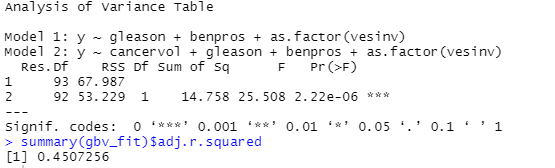 Analysis of Variance Table
Model 1: y ~ gleason + benpros + as.factor(vesinv)
Model 2: y ~ cancervol + gleason + benpros + as.factor(vesinv)
Res.Df RSS Df Sum of Sq F Pr(>F)
1 93 67.987
2 92 53.229 1 14.758 25.508 2.22e-06 ***
---
Signif. codes: 0 ‘***’ 0.001 ‘**’ 0.01 ‘*’ 0.05 ‘.’ 0.1 ‘ ’ 1
> summary(gbv_fit)$adj.r.squared
[1] 0.4507256